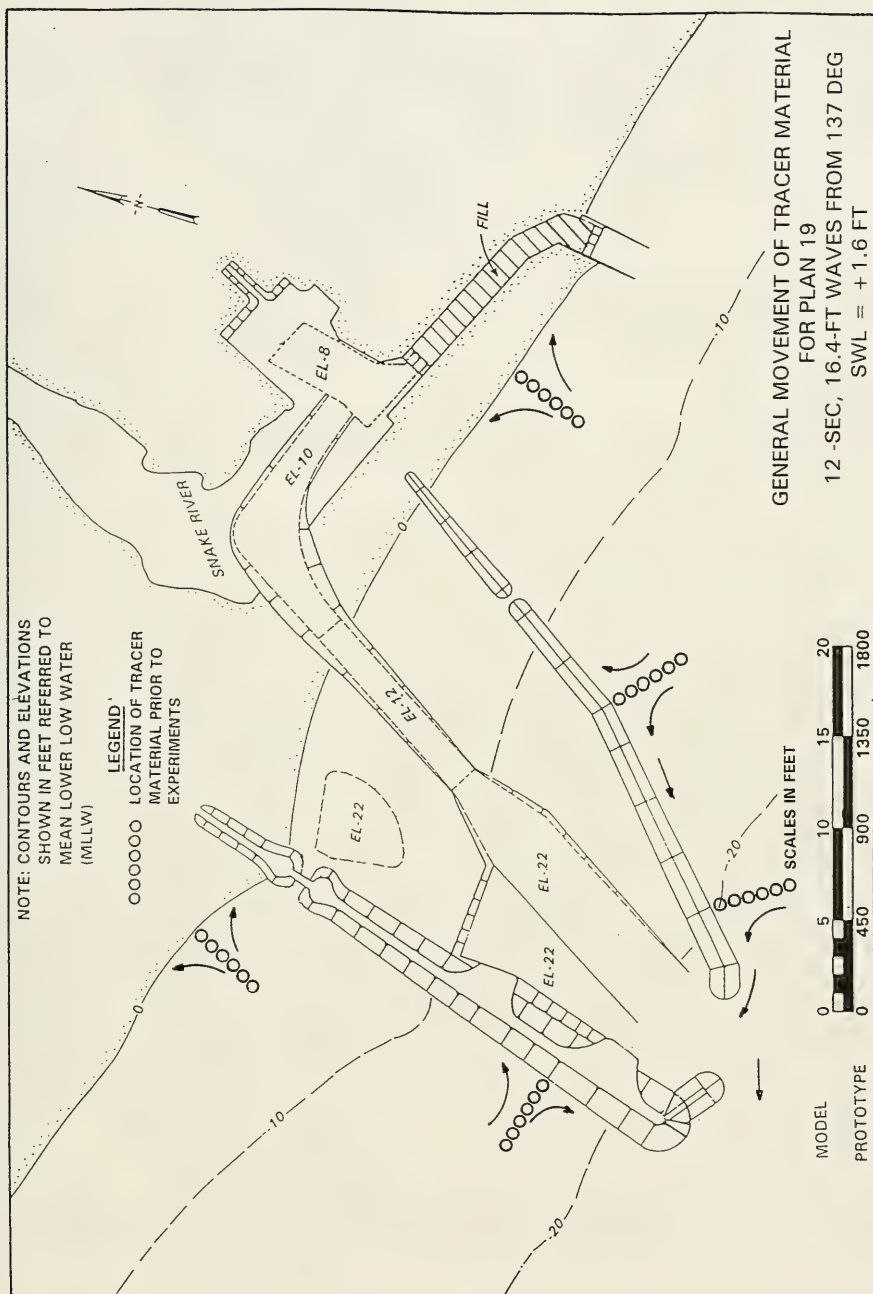 NOTE: CONTOURS AND ELEVATIONS
SHOWN IN FEET REFERRED TO
MEAN LOWER LOW WATER
(MLLW)
LEGEND
OOOOOO LOCATION OF TRACER
MATERIAL PRIOR TO
EXPERIMENTS
SNAKE RIVER
-N-
EL-8
EL-10
FILL
EL-12
EL-22
EL-22
EL-22
0
0
-10
-10
-20
-20
GENERAL MOVEMENT OF TRACER MATERIAL
FOR PLAN 19
12 -SEC, 16.4-FT WAVES FROM 137 DEG
SWL = +1.6 FT
SCALES IN FEET
MODEL 0 5 10 15 20
PROTOTYPE 0 450 900 1350 1800